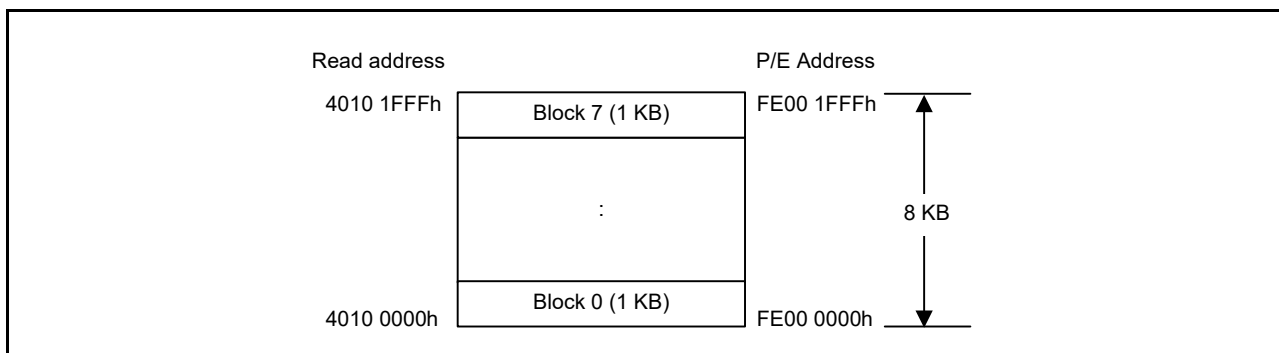 Read address P/E Address
4010 1FFFh Block 7 (1 KB) FE00 1FFFh
: 8 KB
Block 0 (1 KB)
4010 0000h FE00 0000h